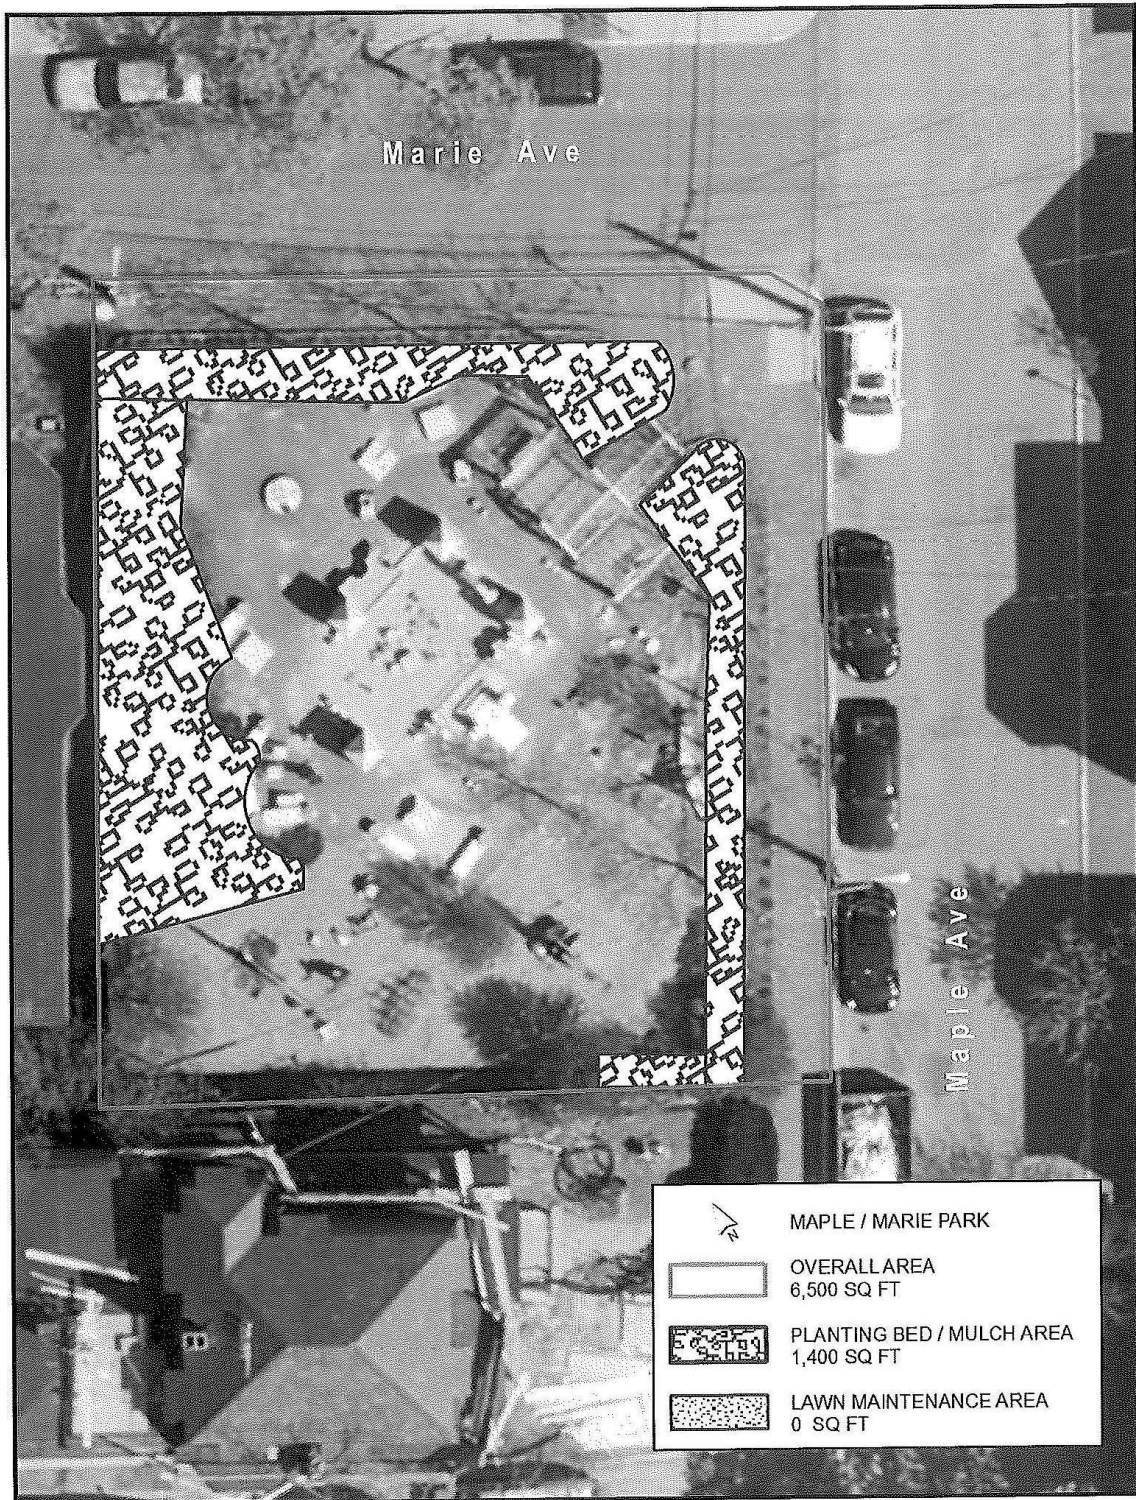 Marie Ave
Maple Ave
N
MAPLE / MARIE PARK
OVERALL AREA
6,500 SQ FT
PLANTING BED / MULCH AREA
1,400 SQ FT
LAWN MAINTENANCE AREA
0 SQ FT